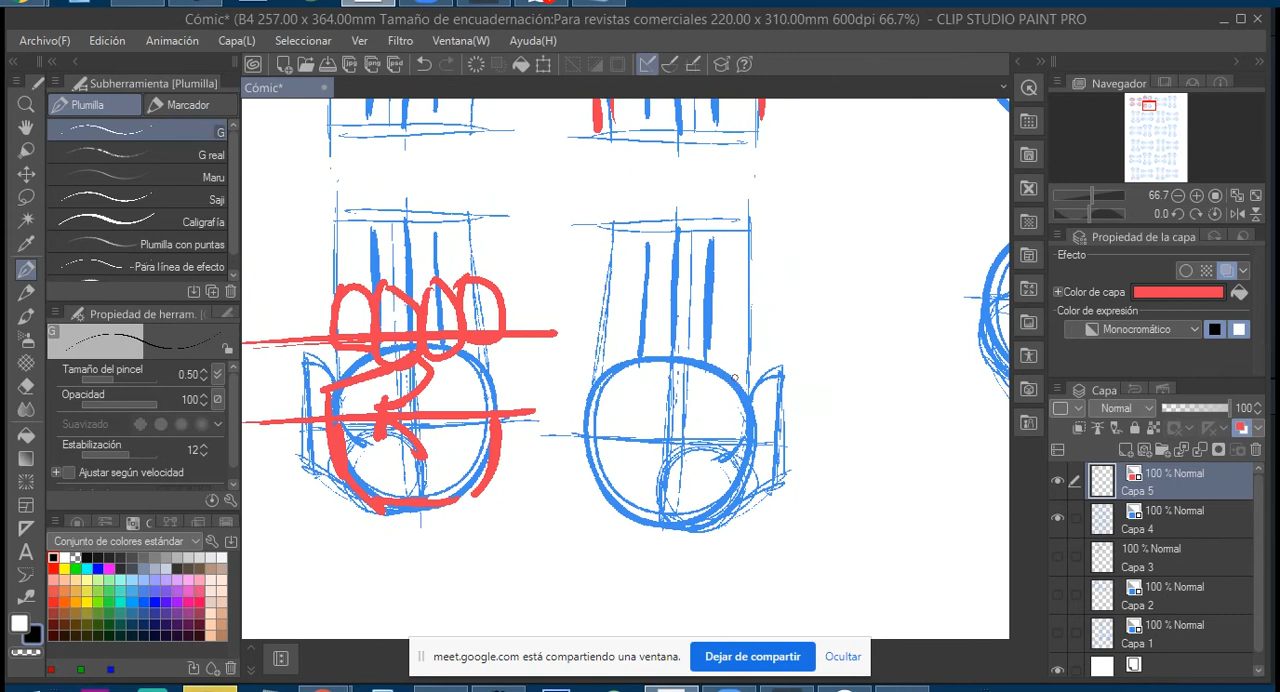 Cómic* (B4 257.00 x 364.00mm Tamaño de encuadernación:Para revistas comerciales 220.00 x 310.00mm 600dpi 66.7%) - CLIP STUDIO PAINT PRO
Archivo(F) Edición Animación Capa(L) Seleccionar Ver Filtro Ventana(W) Ayuda(H)
Subherramienta [Plumilla]
Plumilla Marcador
G
G real
Maru
Saji
Caligrafía
Plumilla con puntas
Para línea de efecto
Propiedad de herram. [G
G
Tamaño del pincel 0.50
Opacidad 100
Suavizado
Estabilización 12
Ajustar según velocidad
Conjunto de colores estándar
Cómic*
R
meet.google.com está compartiendo una ventana. Dejar de compartir Ocultar
Navegador
66.7
0.0
Propiedad de la capa
Efecto
Color de capa
Color de expresión
Monocromático
Capa
Normal 100
100 % Normal
Capa 5
100 % Normal
Capa 4
100 % Normal
Capa 3
100 % Normal
Capa 2
100 % Normal
Capa 1